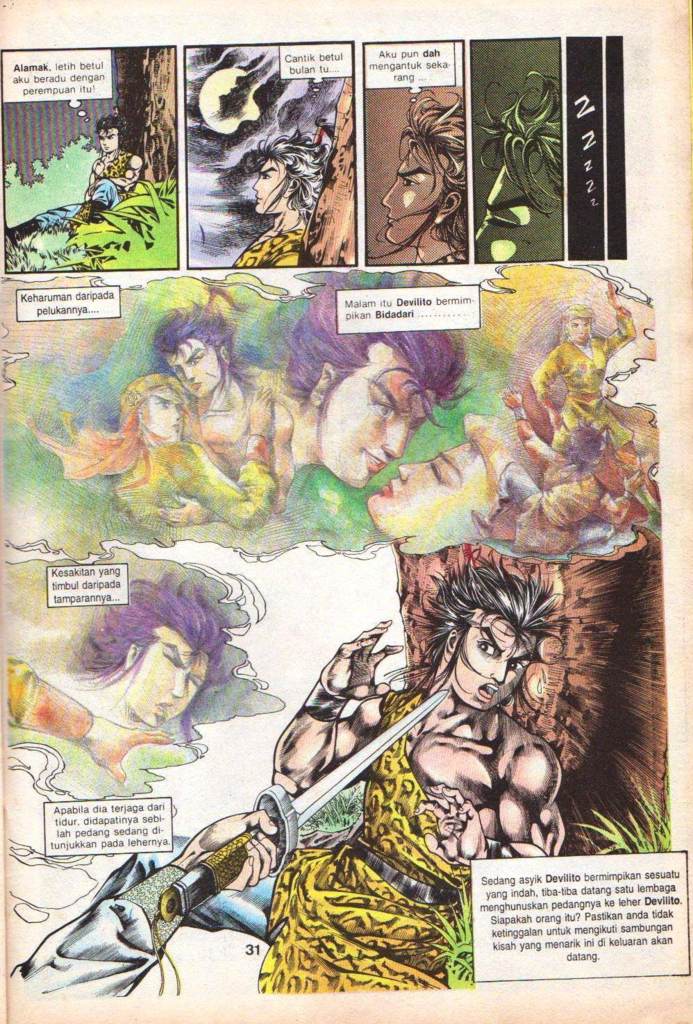 Alamak, letih betul
aku beradu dengan
perempuan itu!
Cantik betul
bulan tu....
Aku pun dah
mengantuk seka-
rang ...
Z
Z
Z
Z
Z
Keharuman daripada
pelukannya....
Malam itu Devilito bermim-
pikan Bidadari ............
Kesakitan yang
timbul daripada
tamparannya...
Apabila dia terjaga dari
tidur, didapatinya sebi-
lah pedang sedang di-
tunjukkan pada lehernya.
Sedang asyik Devilito bermimpikan sesuatu
yang indah, tiba-tiba datang satu lembaga
menghunuskan pedangnya ke leher Devilito.
Siapakah orang itu? Pastikan anda tidak
ketinggalan untuk mengikuti sambungan
kisah yang menarik ini di keluaran akan
datang.
31